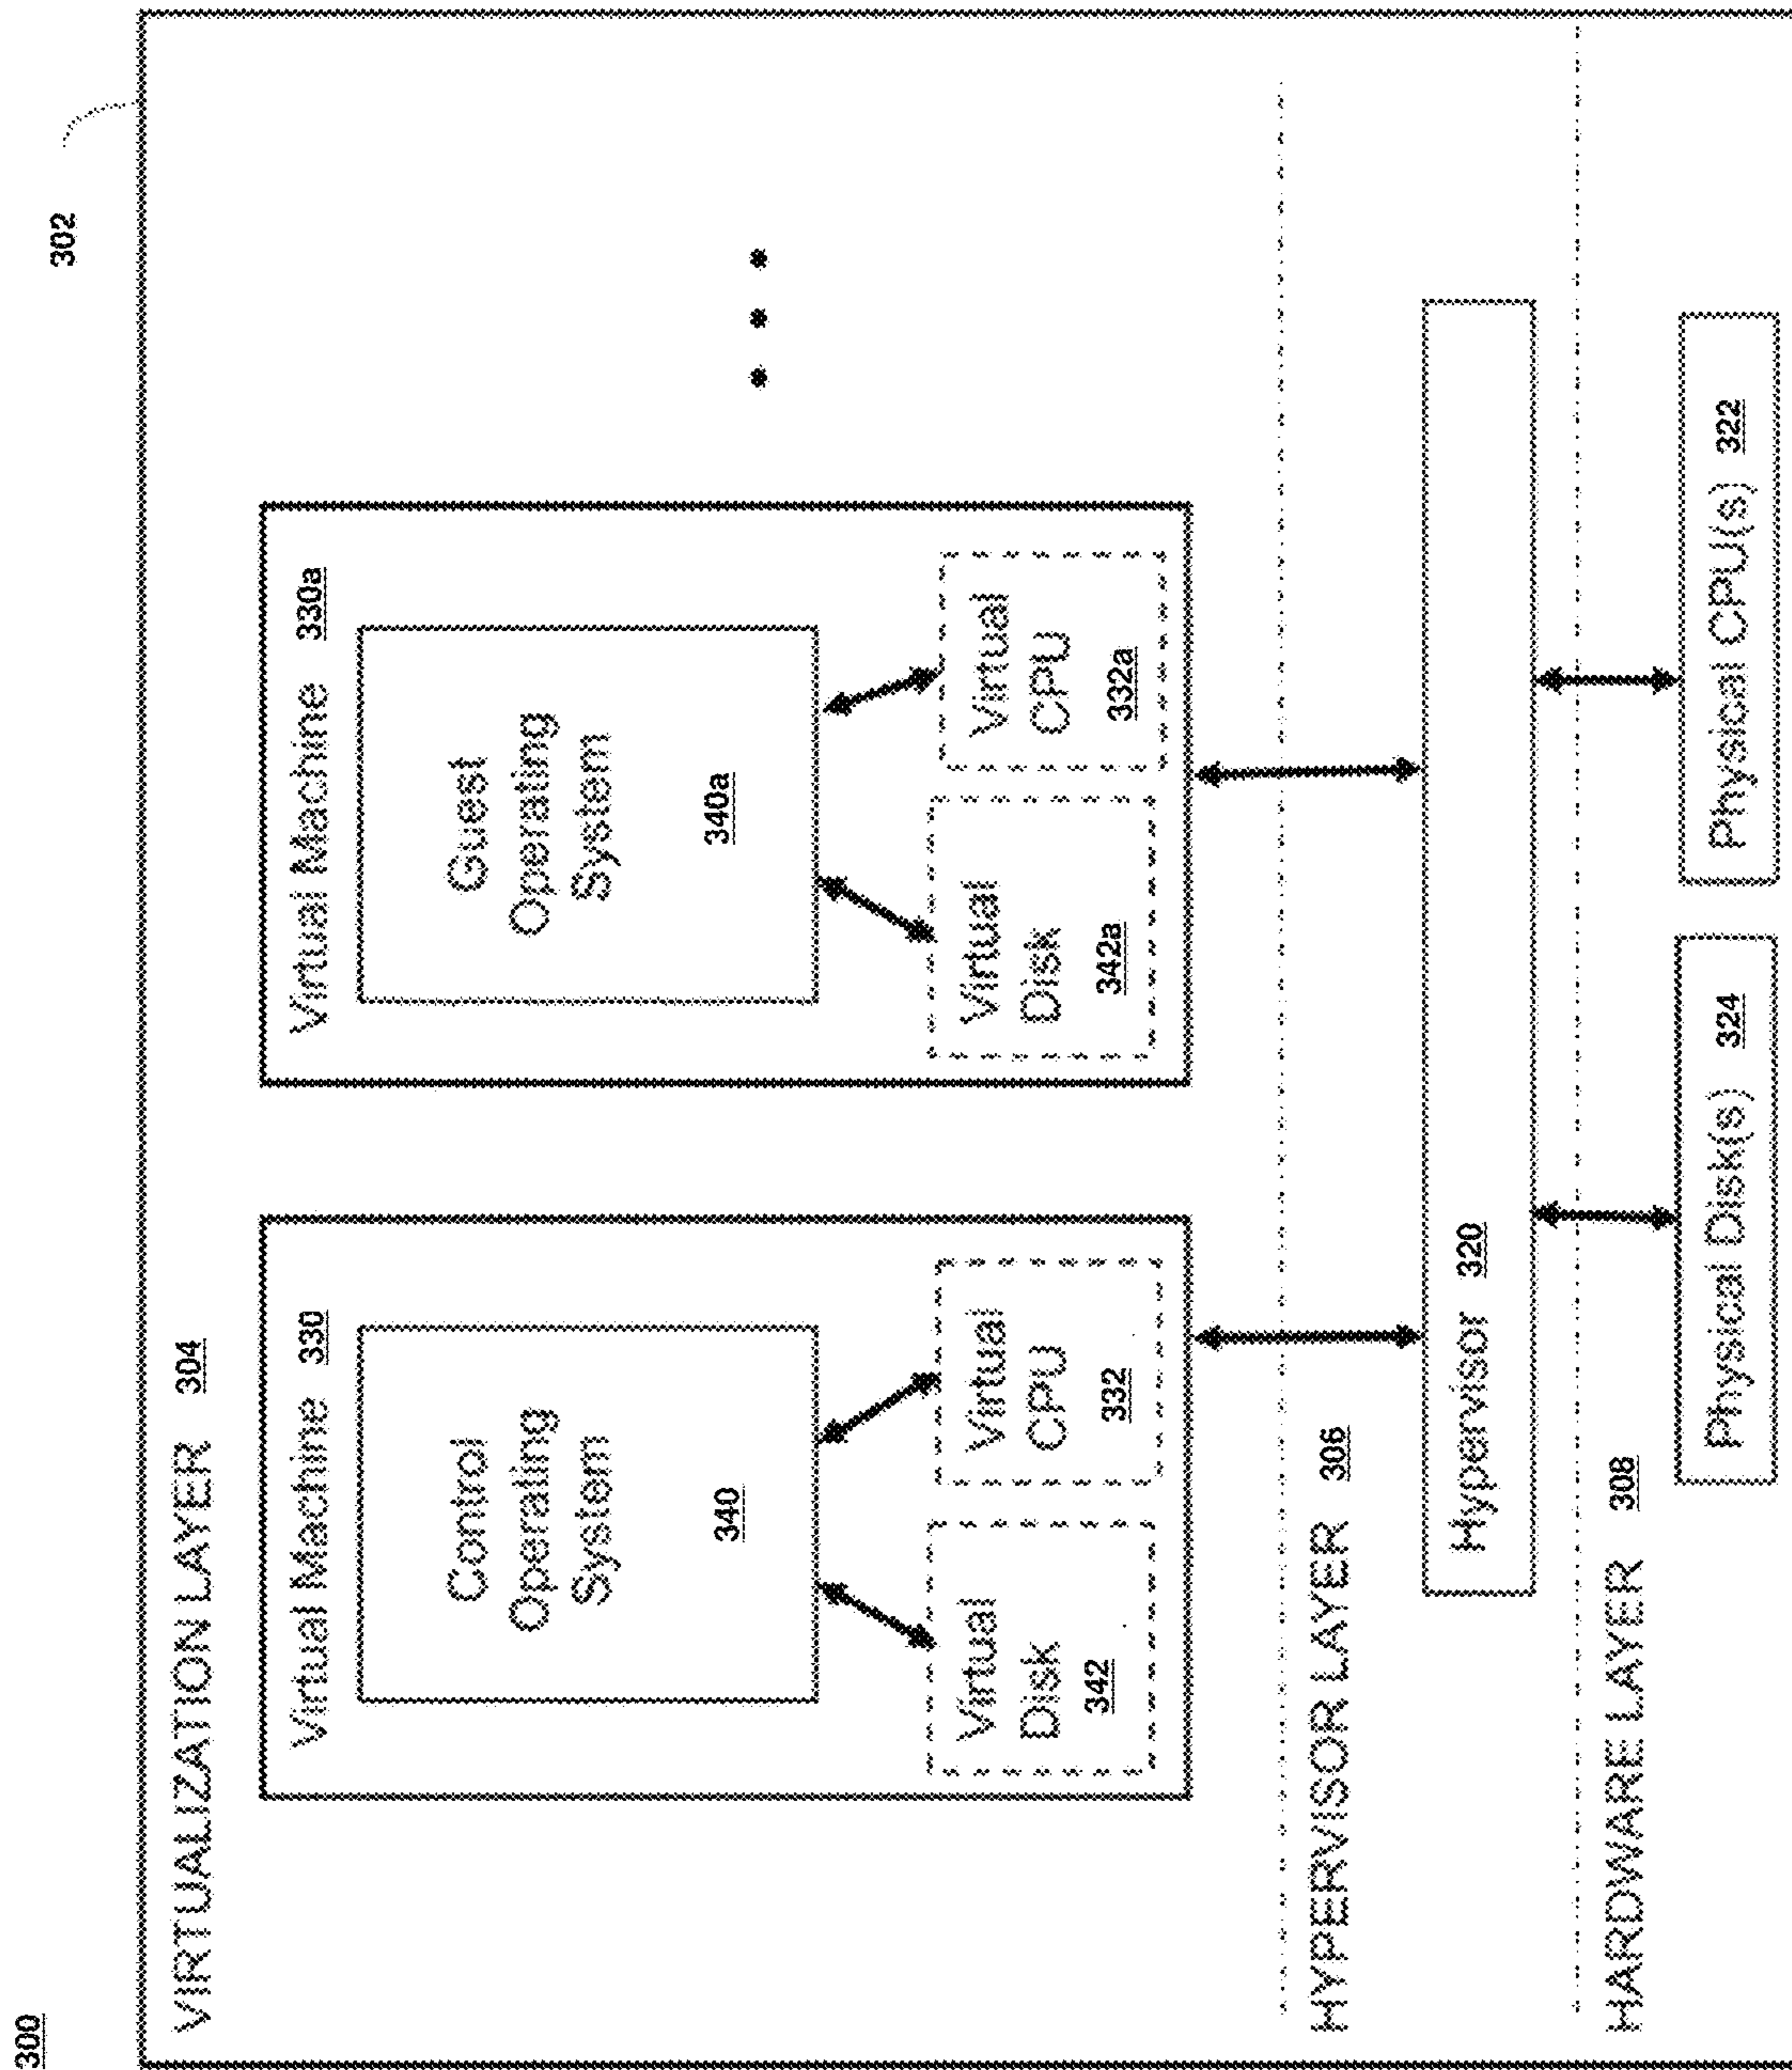 300
302
VIRTUALIZATION LAYER 304
Virtual Machine 330
Control
Operating
System
340
Virtual
Disk
342
Virtual
CPU
332
Virtual Machine 330a
Guest
Operating
System
340a
Virtual
Disk
342a
Virtual
CPU
332a
HYPERVISOR LAYER 306
Hypervisor 320
HARDWARE LAYER 308
Physical Disk(s) 324
Physical CPU(s) 322